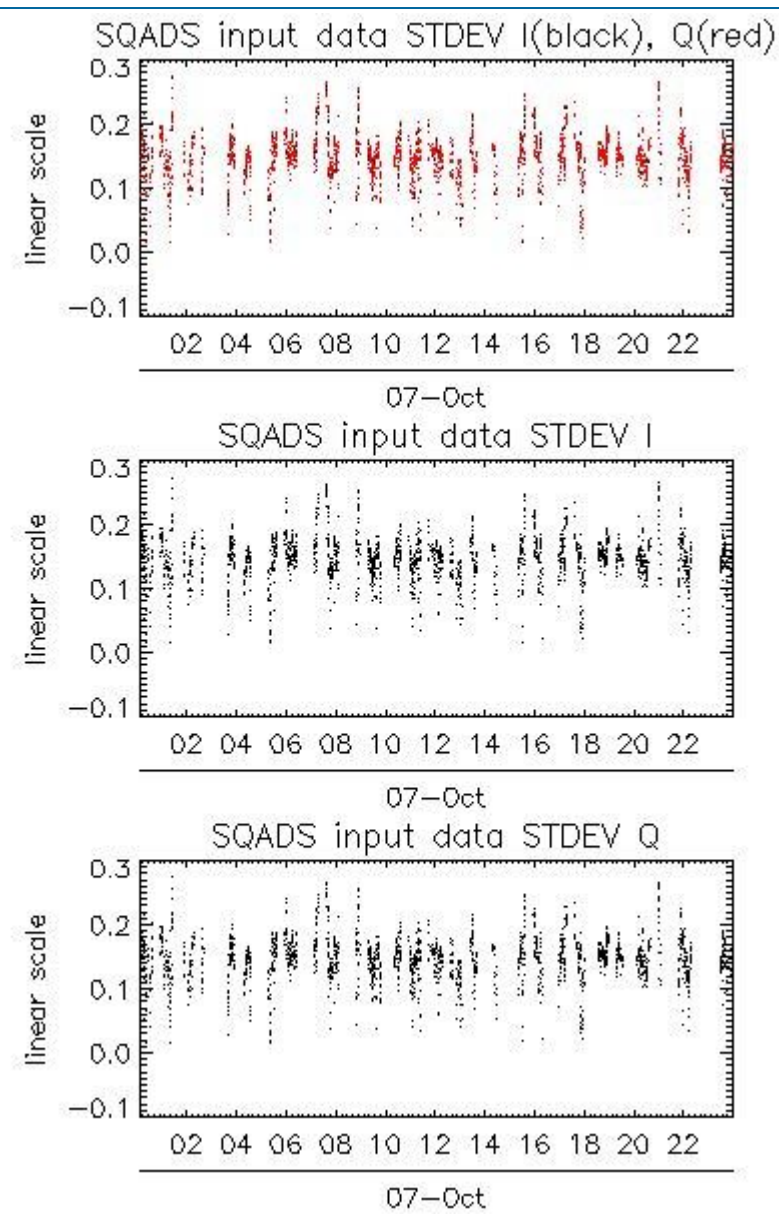 SQADS input data STDEV I(black), Q(red)
0.3
0.2
0.1
0.0
−0.1
linear scale
02 04 06 08 10 12 14 16 18 20 22
07−Oct
SQADS input data STDEV I
0.3
0.2
0.1
0.0
−0.1
linear scale
02 04 06 08 10 12 14 16 18 20 22
07−Oct
SQADS input data STDEV Q
0.3
0.2
0.1
0.0
−0.1
linear scale
02 04 06 08 10 12 14 16 18 20 22
07−Oct